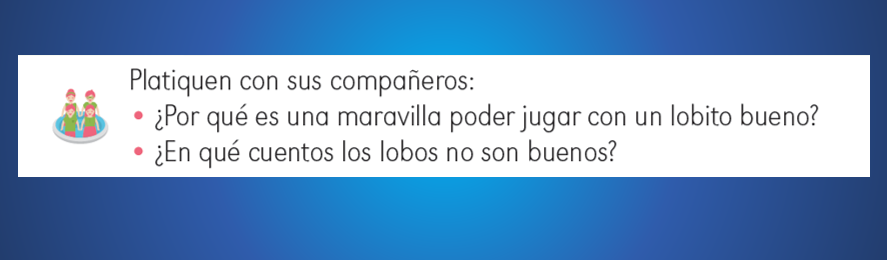 Platiquen con sus compañeros:
• ¿Por qué es una maravilla poder jugar con un lobito bueno?
• ¿En qué cuentos los lobos no son buenos?